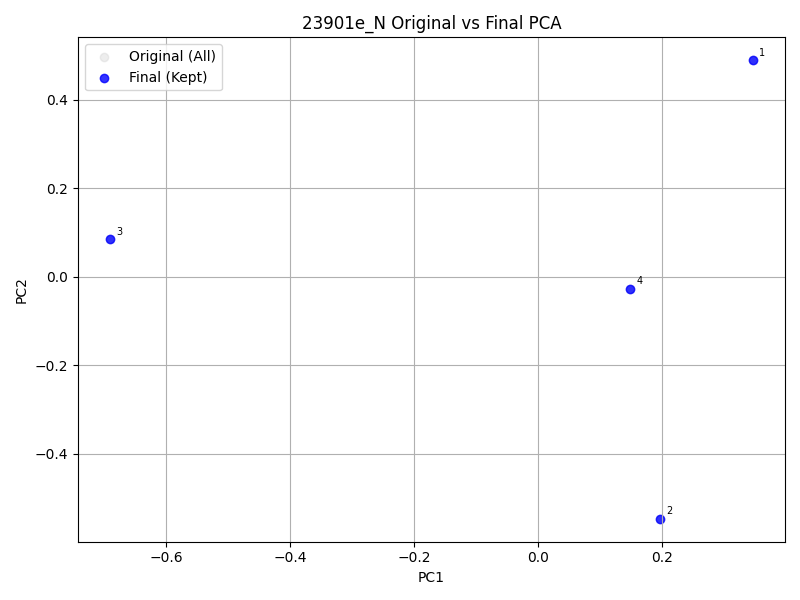 23901e_N Original vs Final PCA
Original (All)
Final (Kept)
1
3
4
2
0.4
0.2
0.0
−0.2
−0.4
PC2
−0.6
−0.4
−0.2
0.0
0.2
PC1